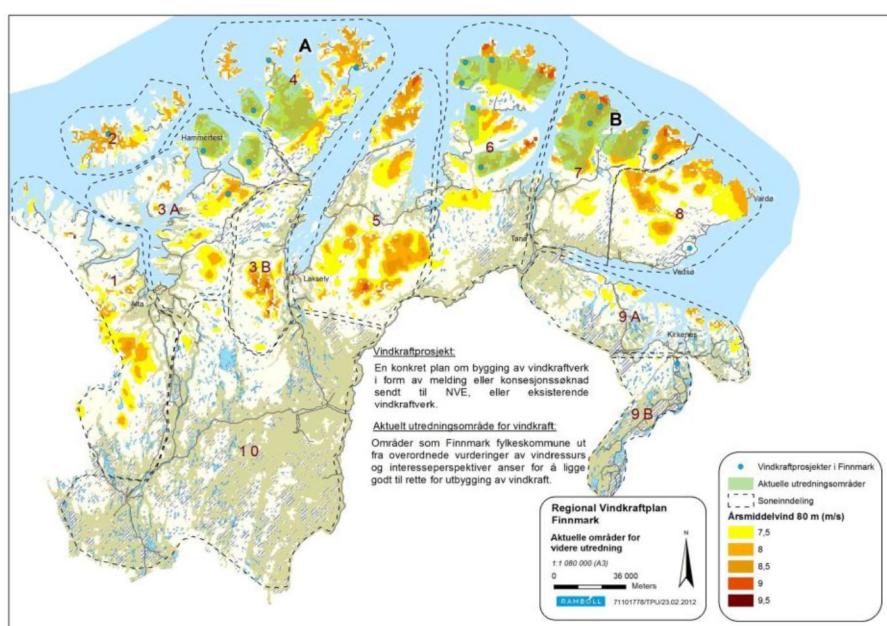 A
4
2
Hammerfest
B
6
7
3 A
5
8
Vardø
Tana
3 B
Vadsø
1
Lakselv
Alta
9 A
Kirkenes
Vindkraftprosjekt:
En konkret plan om bygging av vindkraftverk
i form av melding eller konsesjonssøknad
sendt til NVE, eller eksisterende
vindkraftverk.
9 B
Aktuelt utredningsområde for vindkraft:
Områder som Finnmark fylkeskommune ut
fra overordnede vurderinger av vindressurs
og interesseperspektiver anser for å ligge
godt til rette for utbygging av vindkraft.
10
Regional Vindkraftplan
Finnmark
Aktuelle områder for
videre utredning
1:1 080 000 (A3)
N
0 36 000
Meters
RAMBOLL 71101778/TPU/23.02.2012
Vindkraftprosjekter i Finnmark
Aktuelle utredningsområder
Soneinndeling
Årsmiddelvind 80 m (m/s)
7,5
8
8,5
9
9,5